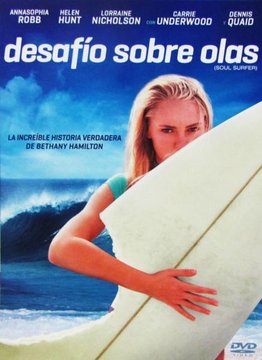 ANNASOPHIA ROBB
HELEN HUNT
LORRAINE NICHOLSON
CON CARRIE UNDERWOOD
Y DENNIS QUAID
desafío sobre olas
(SOUL SURFER)
LA INCREÍBLE HISTORIA VERDADERA
DE BETHANY HAMILTON
DVD
VIDEO